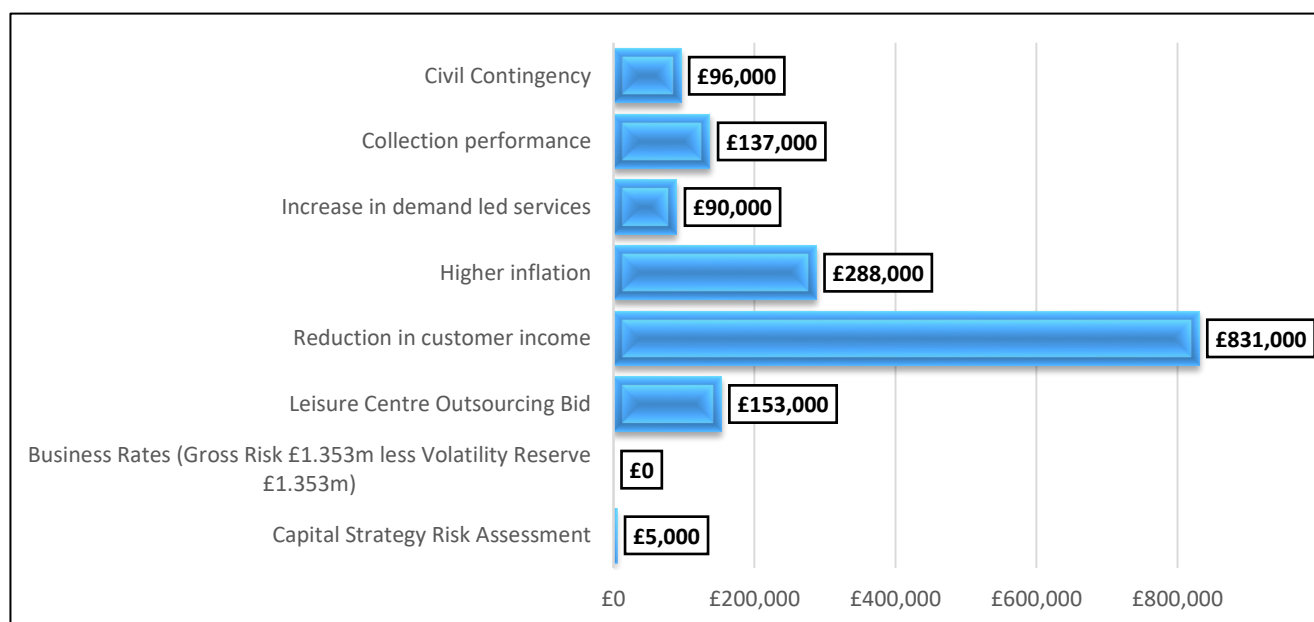 Civil Contingency
£96,000
Collection performance
£137,000
Increase in demand led services
£90,000
Higher inflation
£288,000
Reduction in customer income
£831,000
Leisure Centre Outsourcing Bid
£153,000
Business Rates (Gross Risk £1.353m less Volatility Reserve
£1.353m)
£0
Capital Strategy Risk Assessment
£5,000
£0
£200,000
£400,000
£600,000
£800,000